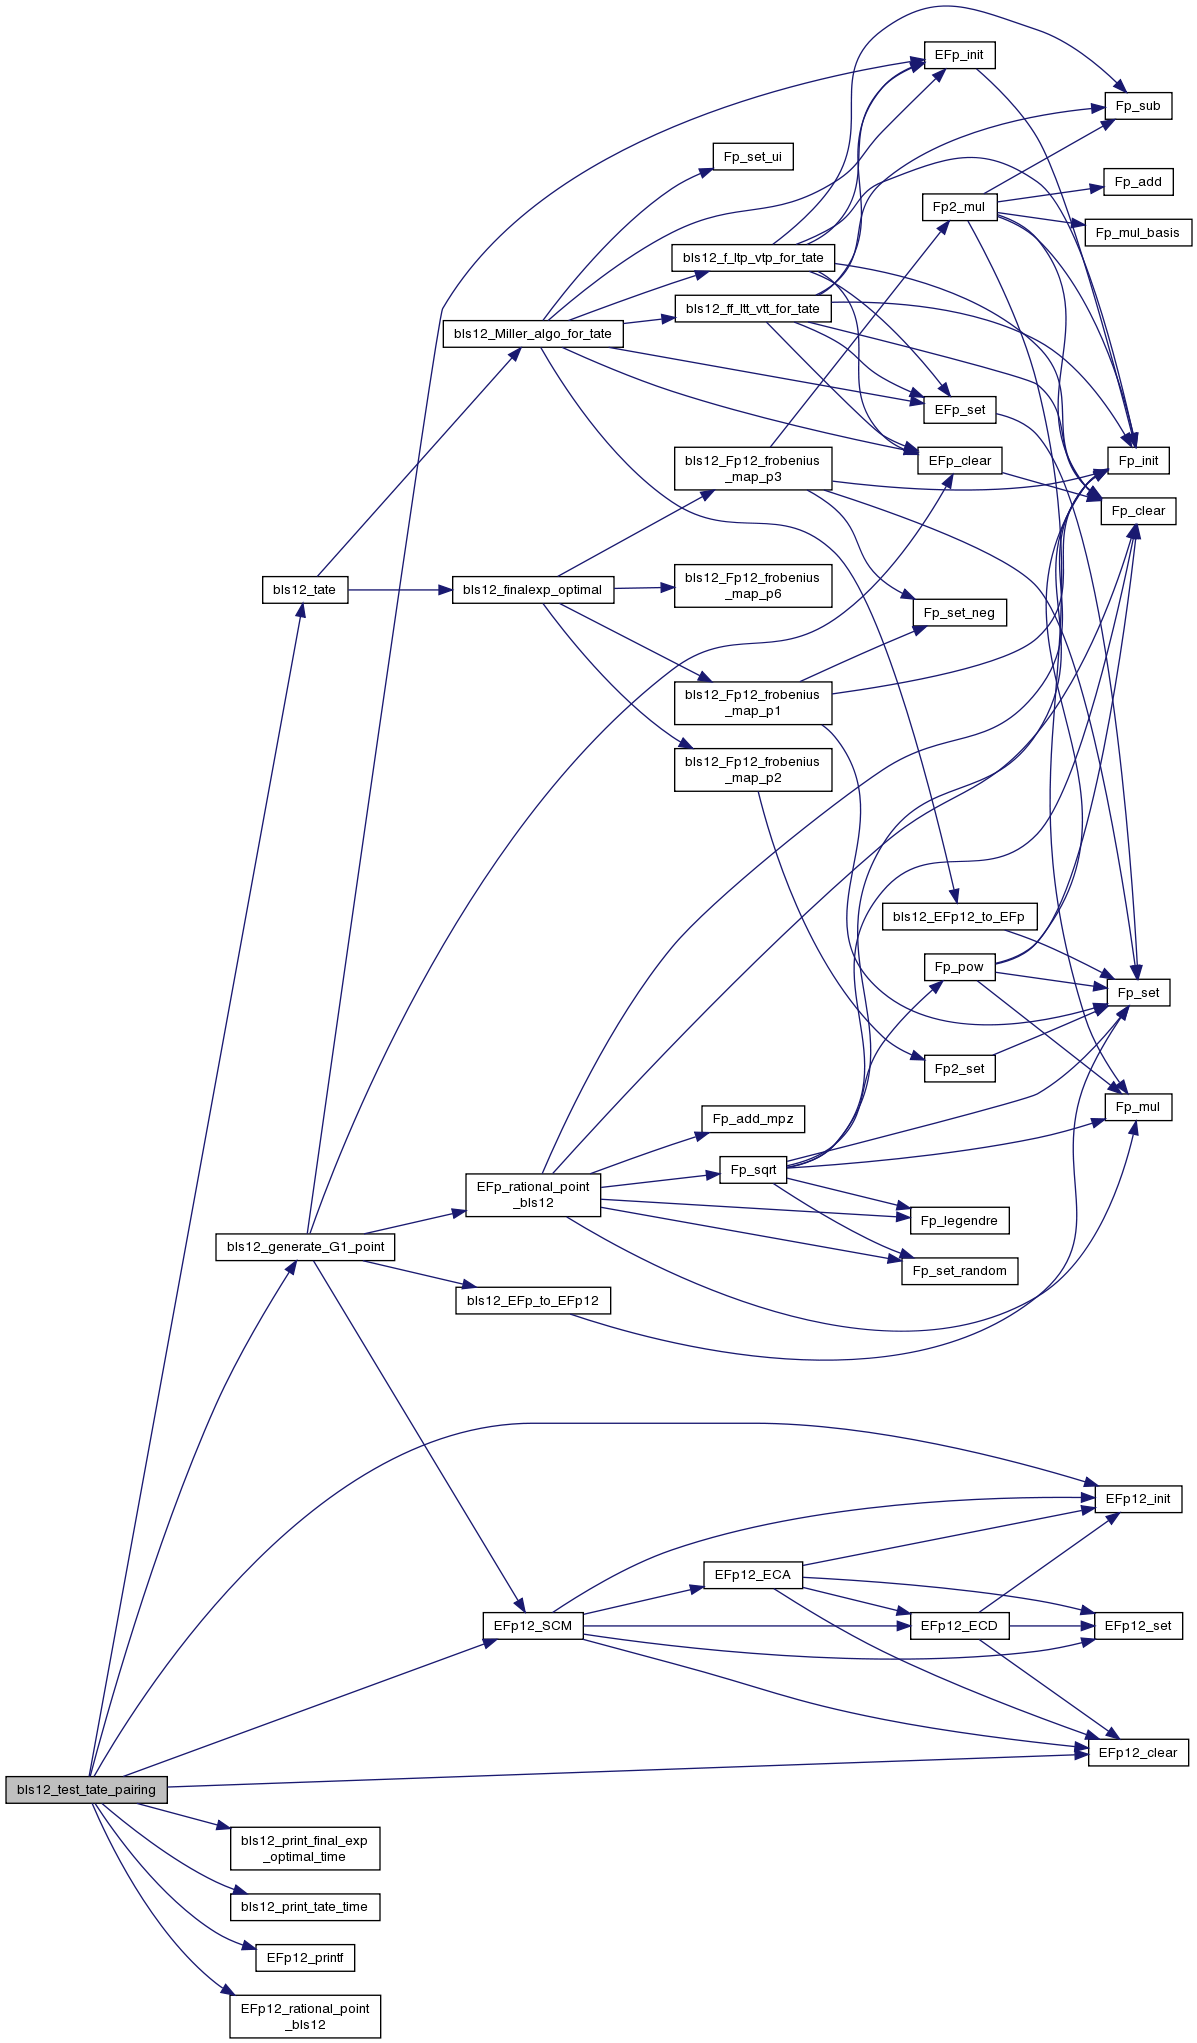 EFp_init
Fp_sub
Fp_set_ui
Fp_add
Fp2_mul
Fp_mul_basis
bls12_f_ltp_vtp_for_tate
bls12_ff_ltt_vtt_for_tate
bls12_Miller_algo_for_tate
EFp_set
bls12_Fp12_frobenius
_map_p3
EFp_clear
Fp_init
Fp_clear
bls12_tate
bls12_finalexp_optimal
bls12_Fp12_frobenius
_map_p6
Fp_set_neg
bls12_Fp12_frobenius
_map_p1
bls12_Fp12_frobenius
_map_p2
bls12_EFp12_to_EFp
Fp_pow
Fp_set
Fp2_set
Fp_mul
Fp_add_mpz
Fp_sqrt
EFp_rational_point
_bls12
Fp_legendre
bls12_generate_G1_point
Fp_set_random
bls12_EFp_to_EFp12
EFp12_init
EFp12_ECA
EFp12_SCM
EFp12_ECD
EFp12_set
EFp12_clear
bls12_test_tate_pairing
bls12_print_final_exp
_optimal_time
bls12_print_tate_time
EFp12_printf
EFp12_rational_point
_bls12